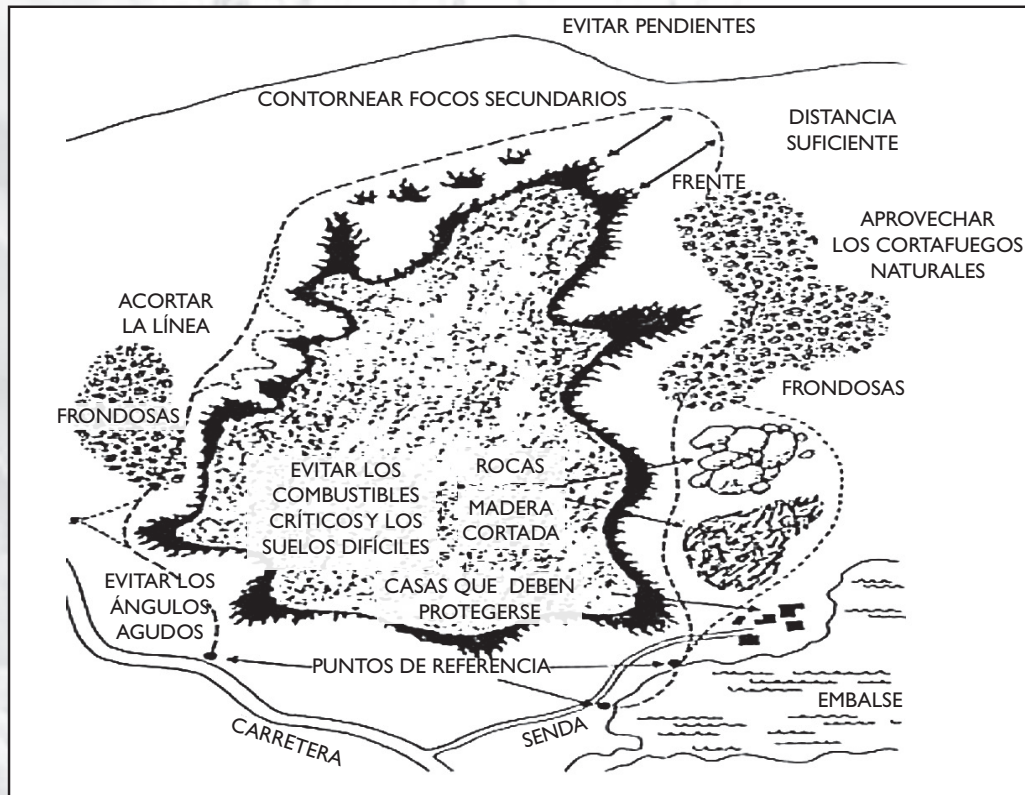 EVITAR PENDIENTES
CONTORNEAR FOCOS SECUNDARIOS
DISTANCIA
SUFICIENTE
FRENTE
APROVECHAR
LOS CORTAFUEGOS
NATURALES
ACORTAR
LA LÍNEA
FRONDOSAS
FRONDOSAS
EVITAR LOS
COMBUSTIBLES
CRÍTICOS Y LOS
SUELOS DIFÍCILES
ROCAS
MADERA
CORTADA
CASAS QUE DEBEN
PROTEGERSE
EVITAR LOS
ÁNGULOS
AGUDOS
PUNTOS DE REFERENCIA
EMBALSE
SENDA
CARRETERA